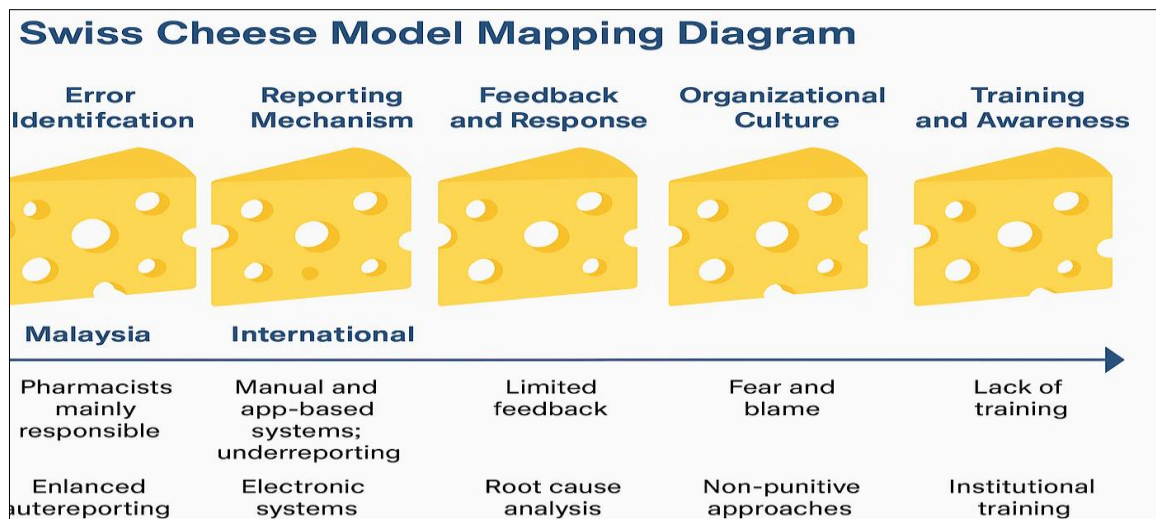 Swiss Cheese Model Mapping Diagram
Error
Identifcation
Reporting
Mechanism
Feedback
and Response
Organizational
Culture
Training
and Awareness
Malaysia
International
Pharmacists
mainly
responsible
Manual and
app-based
systems;
underreporting
Limited
feedback
Fear and
blame
Lack of
training
Enlanced
autereporting
Electronic
systems
Root cause
analysis
Non-punitive
approaches
Institutional
training